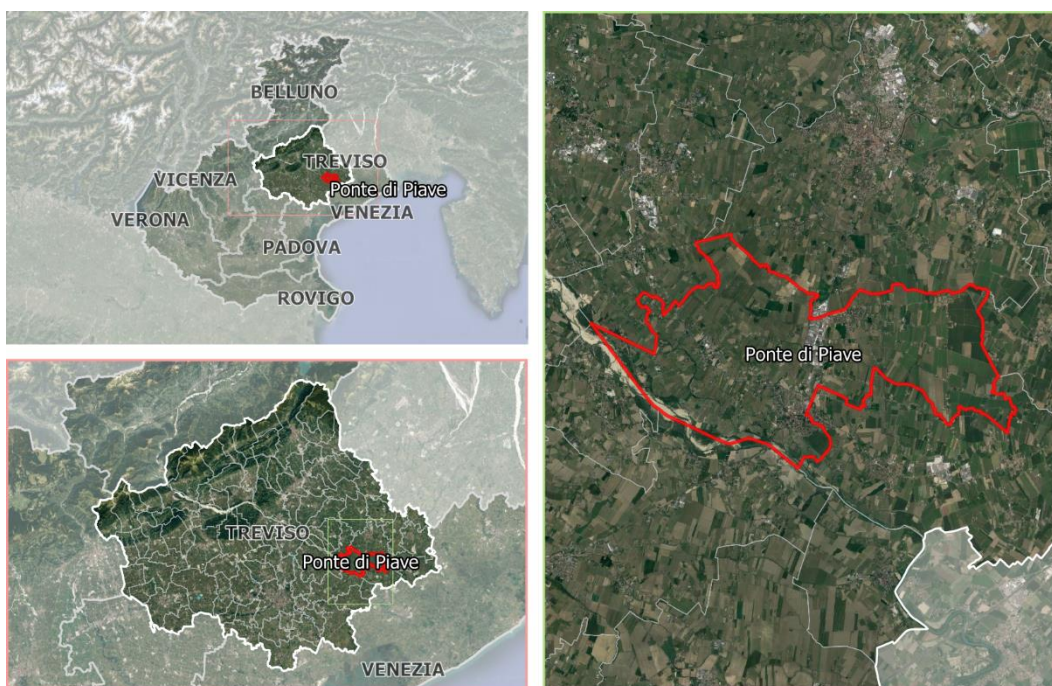 BELLUNO
TREVISO
VICENZA
Ponte di Piave
VERONA
VENEZIA
PADOVA
ROVIGO
TREVISO
Ponte di Piave
VENEZIA
Ponte di Piave